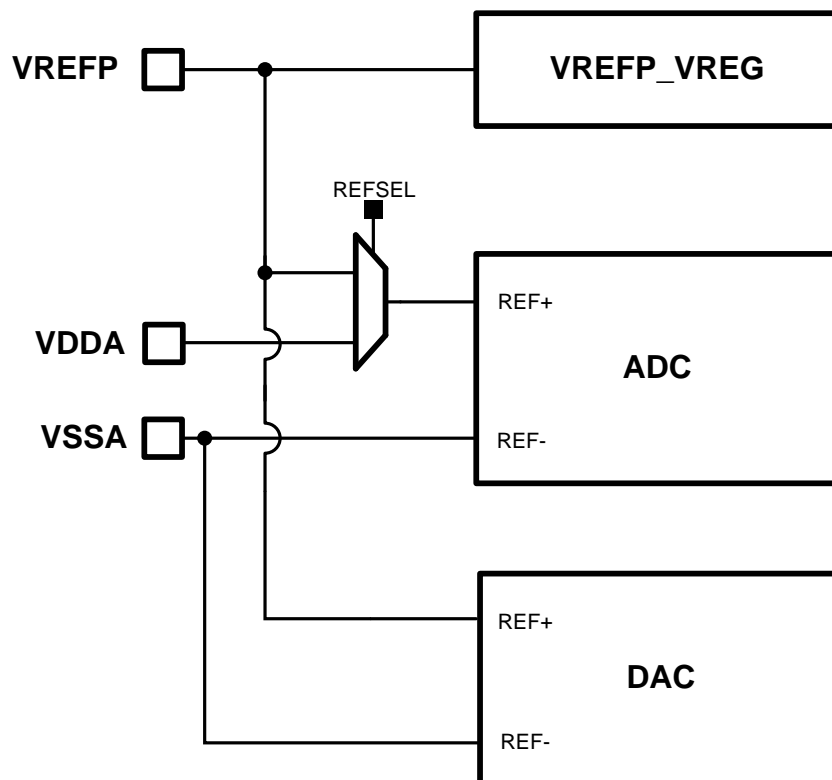 VREFP
VREFP_VREG
REFSEL
REF+
VDDA
ADC
VSSA
REF-
REF+
DAC
REF-